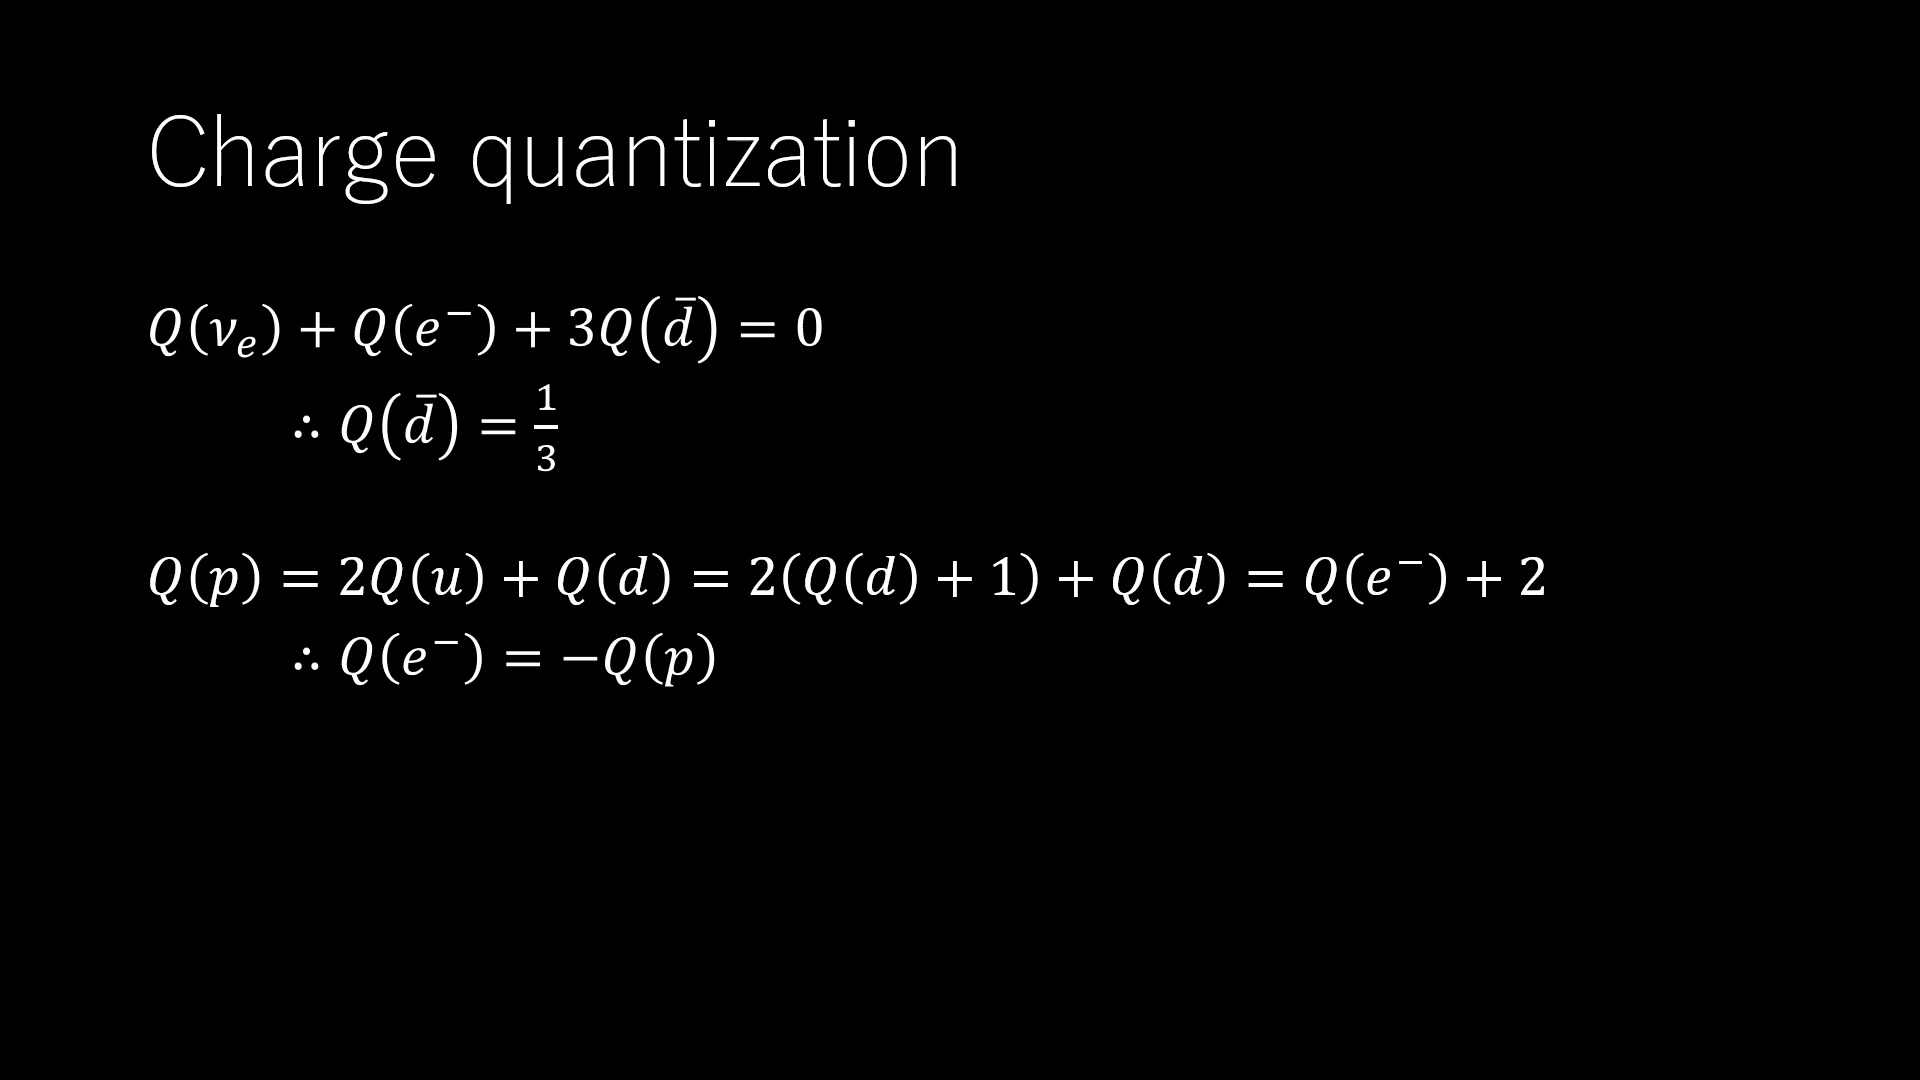 Charge quantization
Q(ν_e) + Q(e⁻) + 3Q(d̄) = 0
∴ Q(d̄) = 1/3
Q(p) = 2Q(u) + Q(d) = 2(Q(d) + 1) + Q(d) = Q(e⁻) + 2
∴ Q(e⁻) = −Q(p)